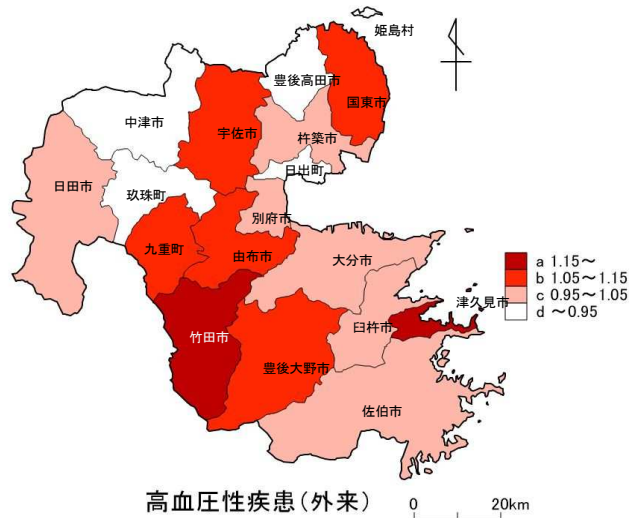 姫島村
豊後高田市
国東市
中津市
宇佐市
杵築市
日出町
日田市
玖珠町
別府市
九重町
由布市
大分市
a 1.15～
b 1.05～1.15
c 0.95～1.05
d ～0.95
津久見市
臼杵市
竹田市
豊後大野市
佐伯市
高血圧性疾患(外来)
0 20km